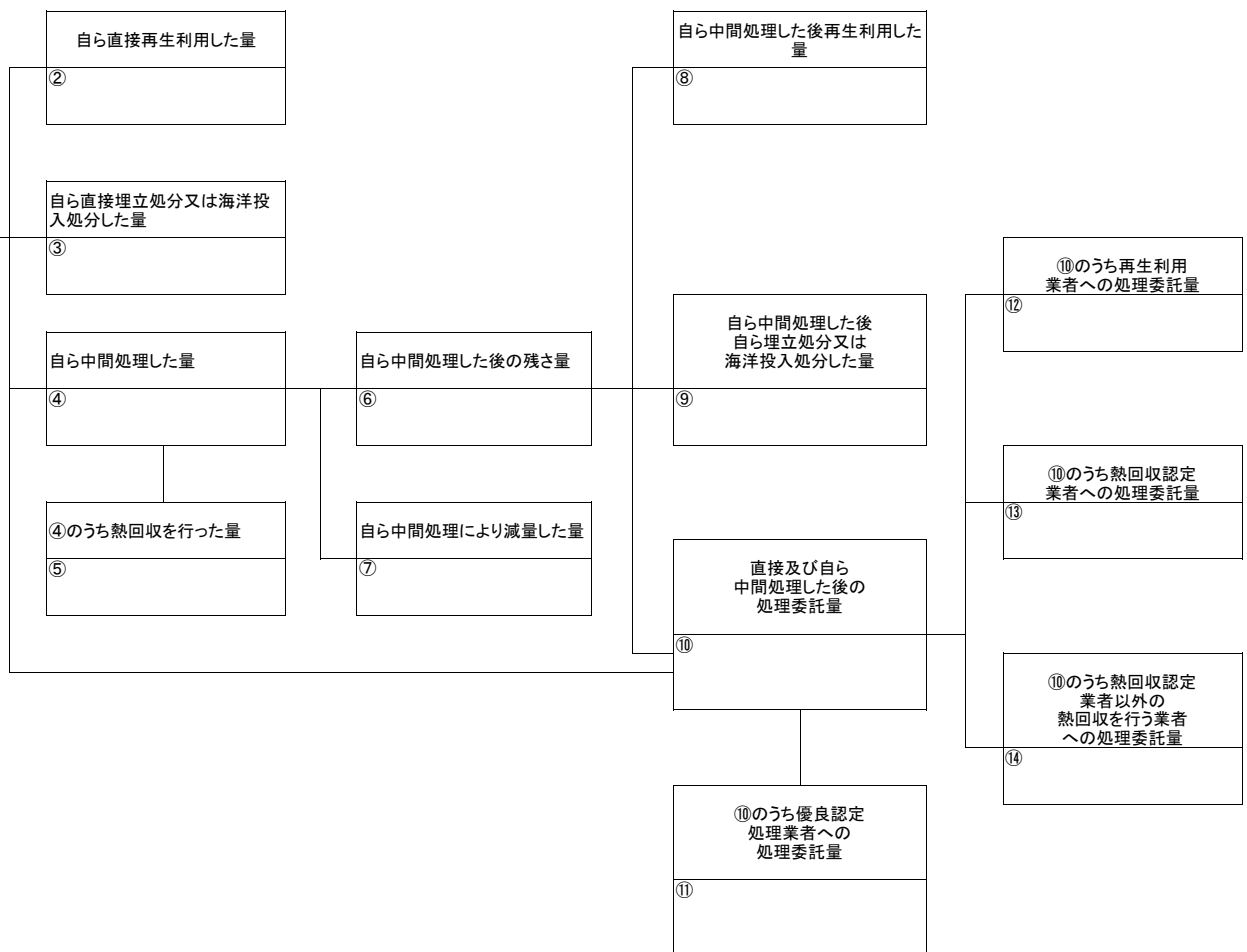 自ら直接再生利用した量
②
自ら直接埋立処分又は海洋投
入処分した量
③
自ら中間処理した量
④
④のうち熱回収を行った量
⑤
自ら中間処理した後の残さ量
⑥
自ら中間処理により減量した量
⑦
自ら中間処理した後再生利用した
量
⑧
自ら中間処理した後
自ら埋立処分又は
海洋投入処分した量
⑨
直接及び自ら
中間処理した後の
処理委託量
⑩
⑩のうち優良認定
処理業者への
処理委託量
⑪
⑩のうち再生利用
業者への処理委託量
⑫
⑩のうち熱回収認定
業者への処理委託量
⑬
⑩のうち熱回収認定
業者以外の
熱回収を行う業者
への処理委託量
⑭